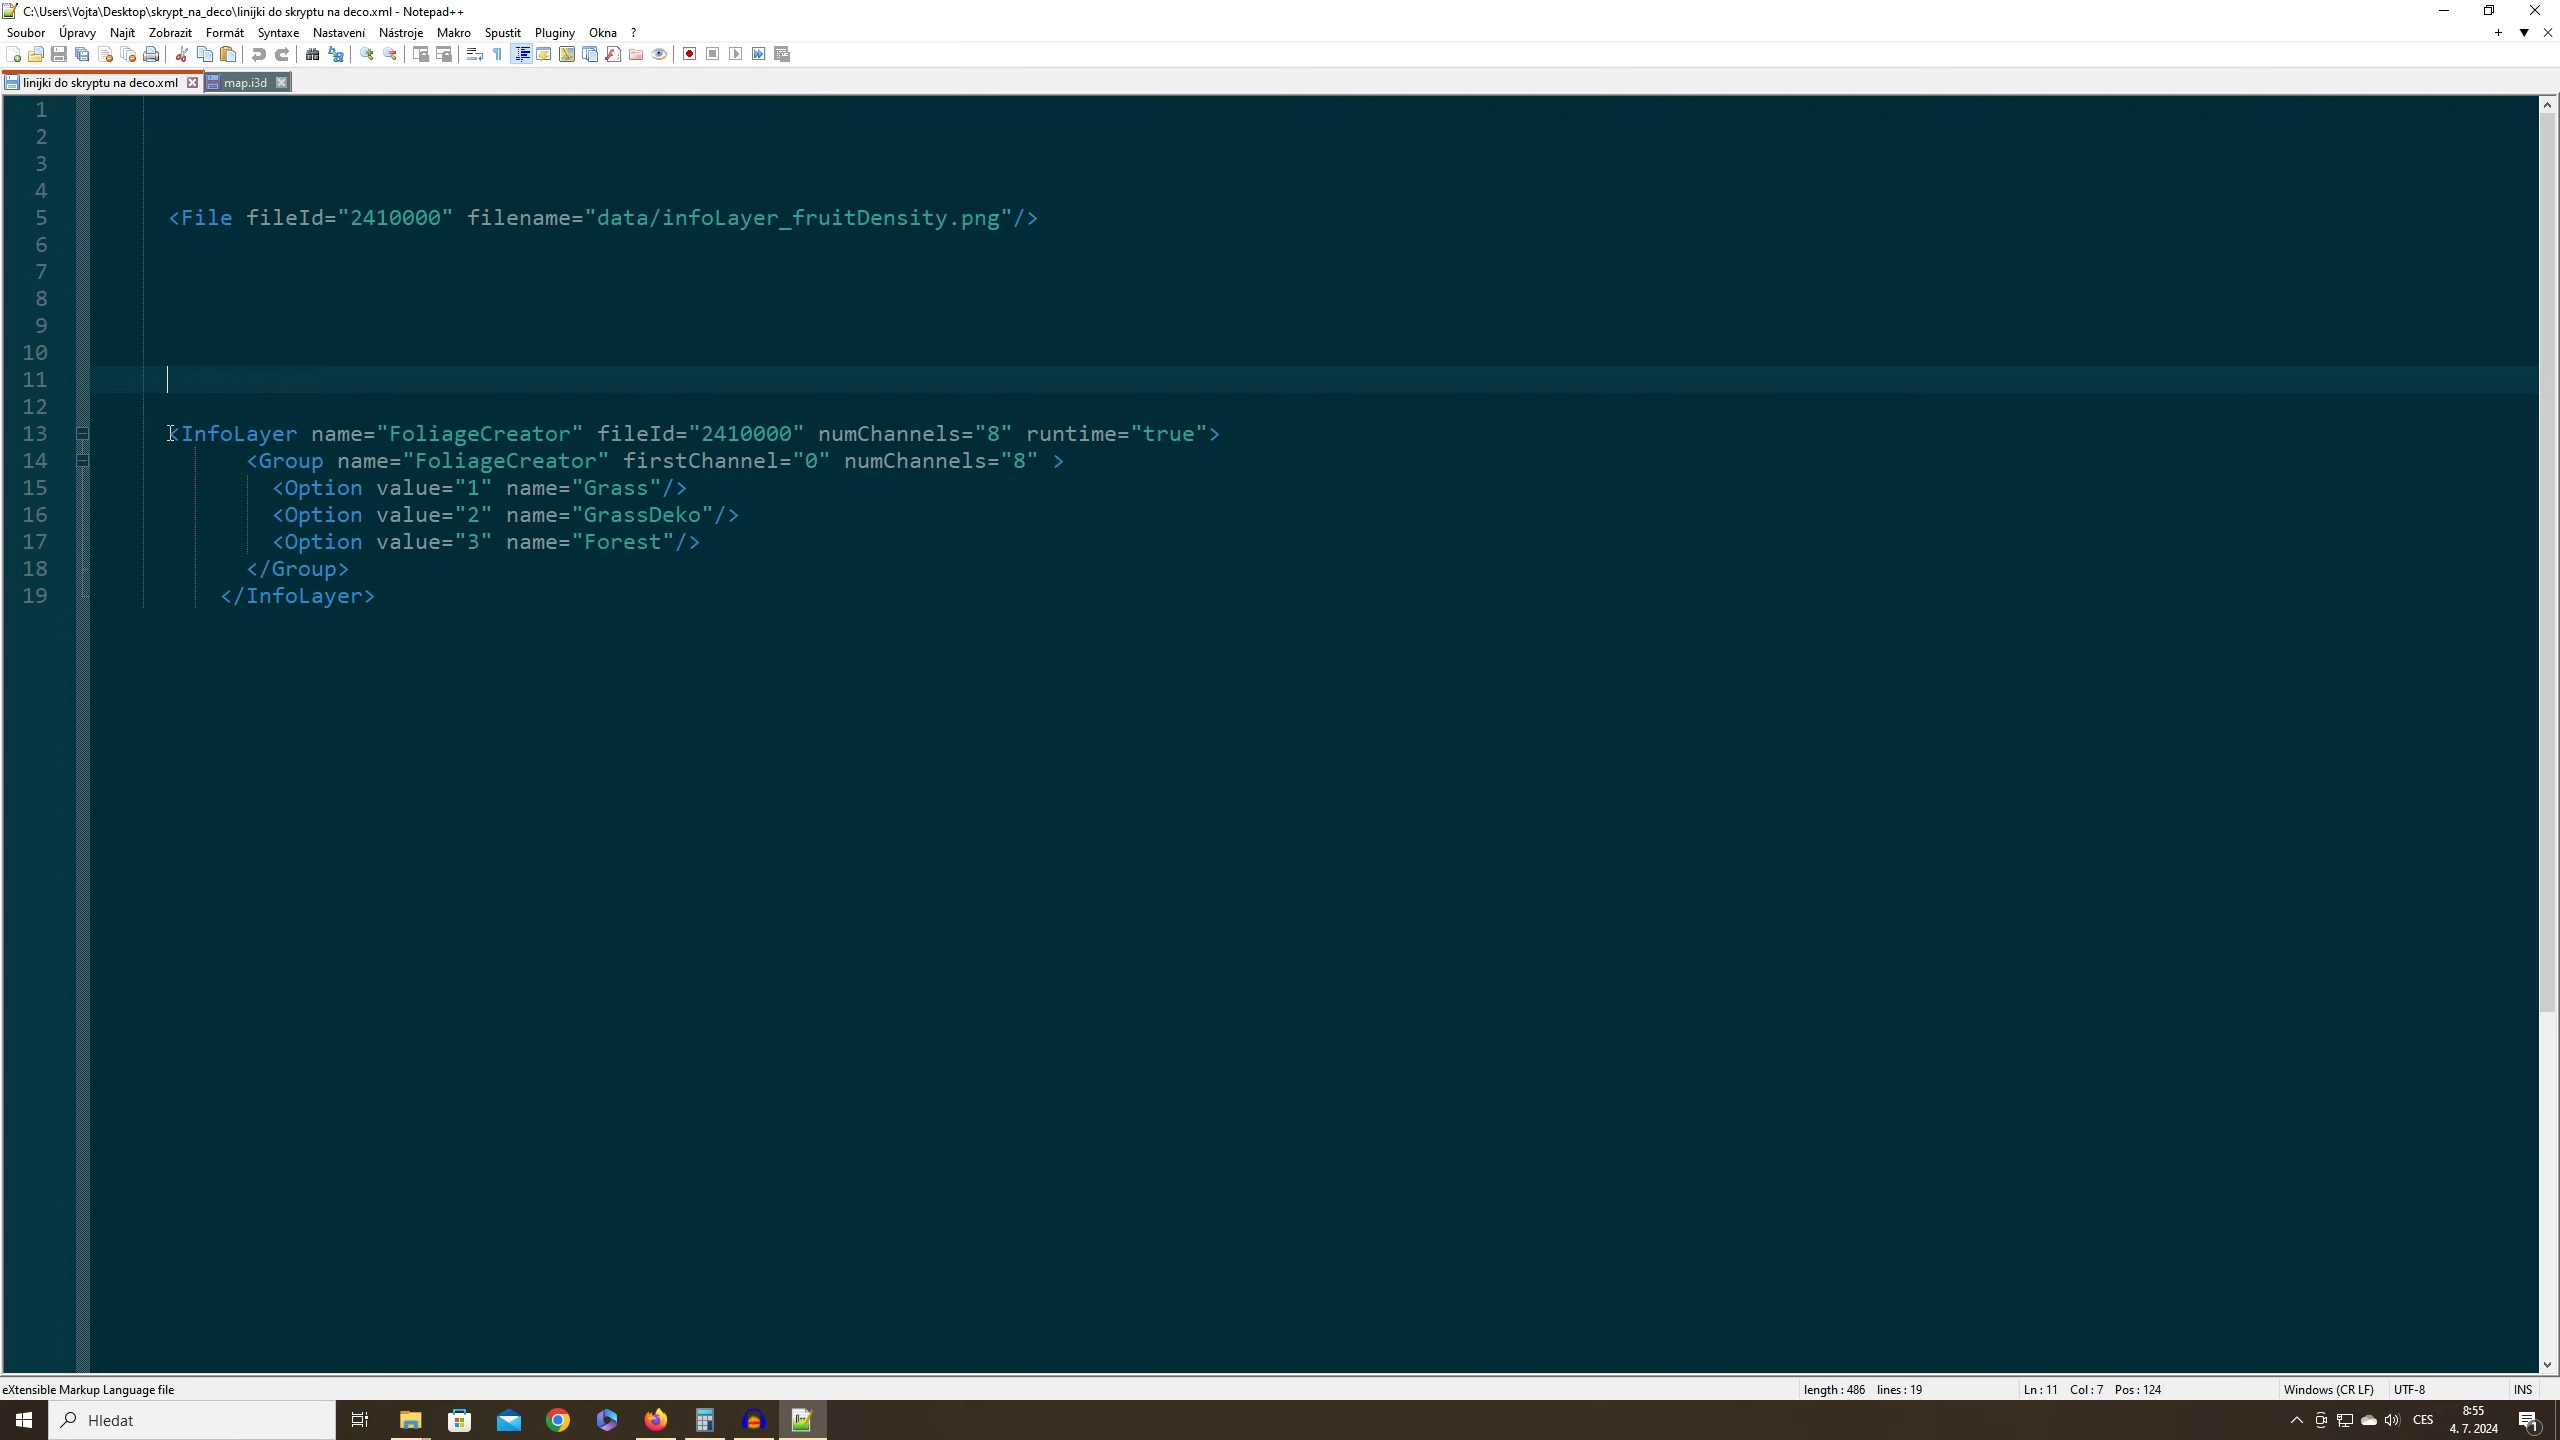 C:\Users\Vojta\Desktop\skrypt_na_deco\linijki do skryptu na deco.xml - Notepad++
Soubor Úpravy Najít Zobrazit Formát Syntaxe Nastavení Nástroje Makro Spustit Pluginy Okna ?
linijki do skryptu na deco.xml map.i3d
1
2
3
4
5 <File fileId="2410000" filename="data/infoLayer_fruitDensity.png"/>
6
7
8
9
10
11
12
13 <InfoLayer name="FoliageCreator" fileId="2410000" numChannels="8" runtime="true">
14 <Group name="FoliageCreator" firstChannel="0" numChannels="8" >
15 <Option value="1" name="Grass"/>
16 <Option value="2" name="GrassDeko"/>
17 <Option value="3" name="Forest"/>
18 </Group>
19 </InfoLayer>
eXtensible Markup Language file length : 486 lines : 19 Ln : 11 Col : 7 Pos : 124 Windows (CR LF) UTF-8 INS
Hledat CES 8:55
4. 7. 2024 1